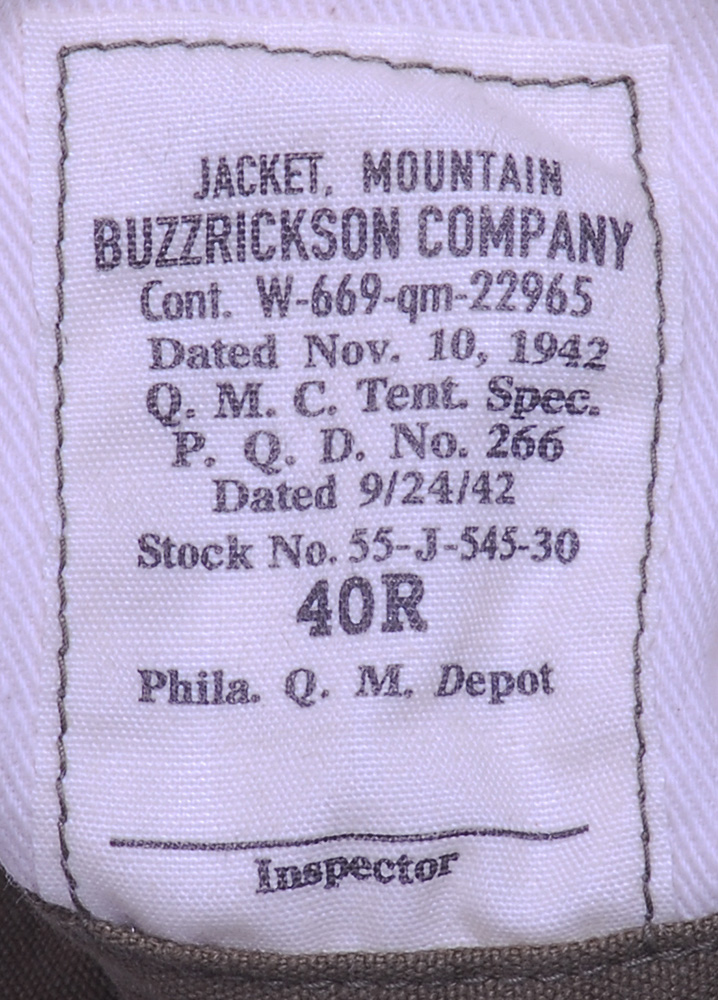 JACKET, MOUNTAIN
BUZZRICKSON COMPANY
Cont. W-669-qm-22965
Dated Nov. 10, 1942
Q. M. C. Tent. Spec.
P. Q. D. No. 266
Dated 9/24/42
Stock No. 55-J-545-30
40R
Phila. Q. M. Depot
Inspector